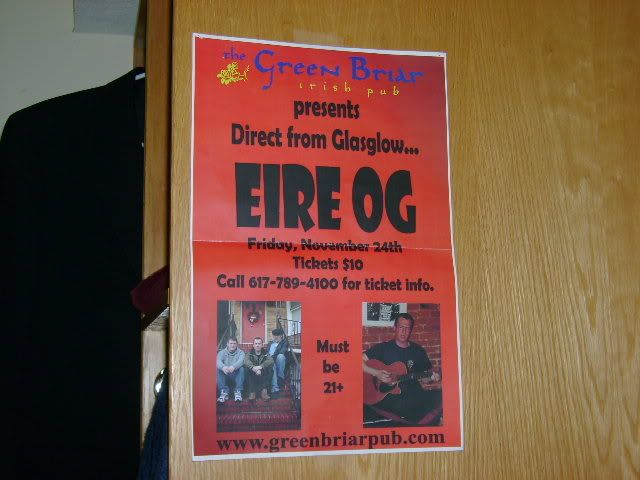 the Green Briar
irish pub
presents
Direct from Glasglow...
EIRE OG
Friday, November 24th
Tickets $10
Call 617-789-4100 for ticket info.
Must
be
21+
www.greenbriarpub.com